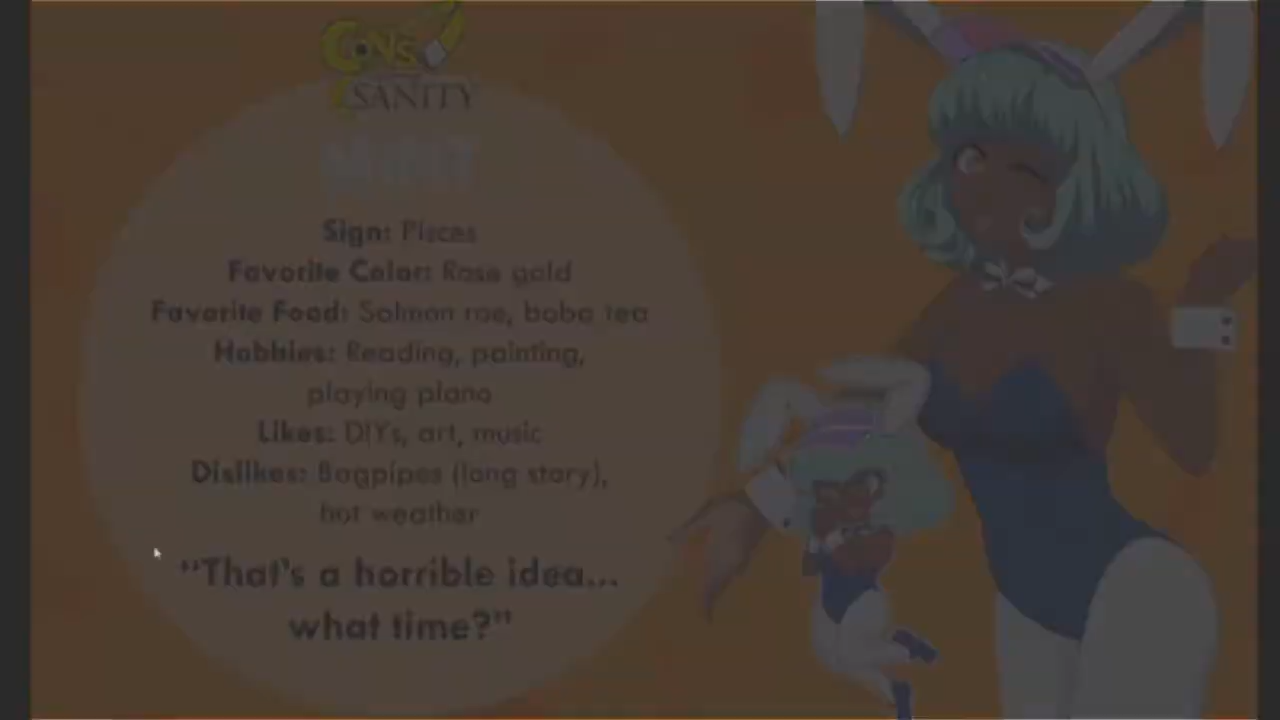 CONS
SANITY
MINT
Sign: Pisces
Favorite Color: Rose gold
Favorite Food: Salmon roe, boba tea
Hobbies: Reading, painting,
playing piano
Likes: DIYs, art, music
Dislikes: Bagpipes (long story),
hot weather
"That's a horrible idea...
what time?"